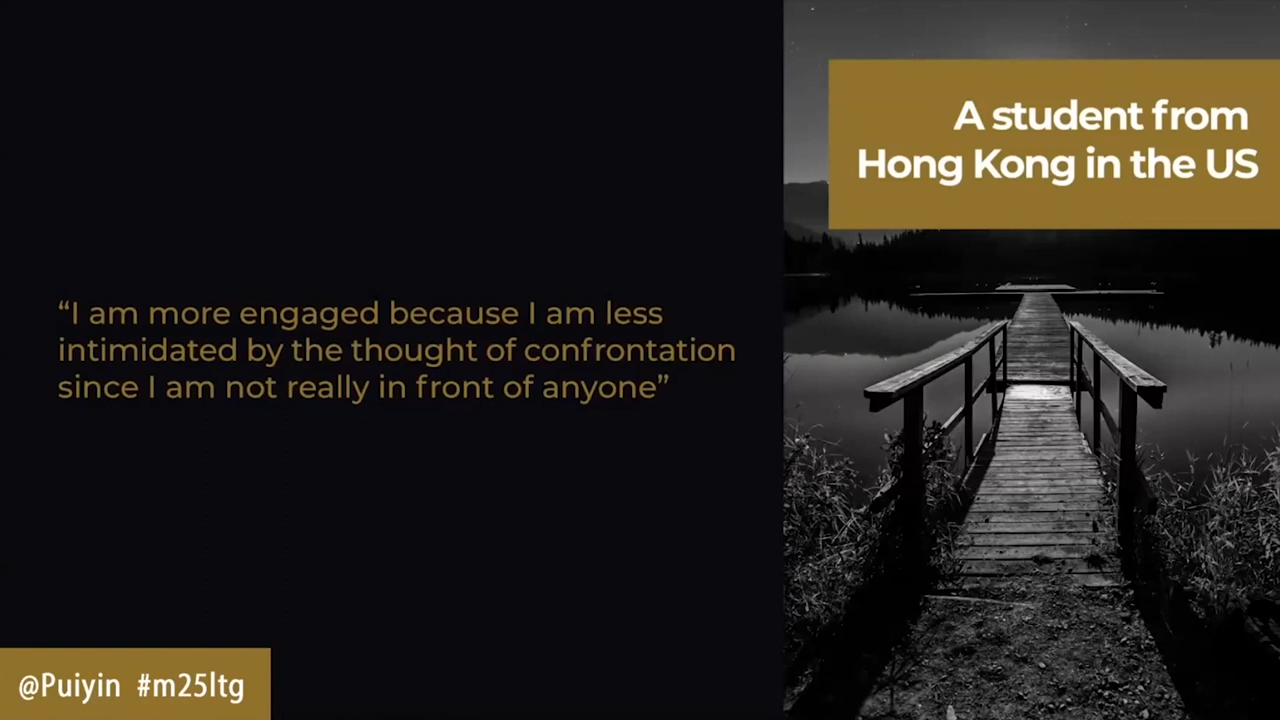 A student from
Hong Kong in the US
“I am more engaged because I am less
intimidated by the thought of confrontation
since I am not really in front of anyone”
@Puiyin #m25ltg